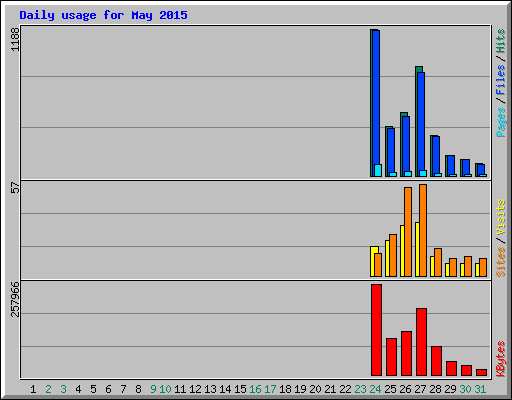 Daily usage for May 2015
1188
Pages / Files / Hits
57
Sites / Visits
257966
KBytes
1 2 3 4 5 6 7 8 9 10 11 12 13 14 15 16 17 18 19 20 21 22 23 24 25 26 27 28 29 30 31